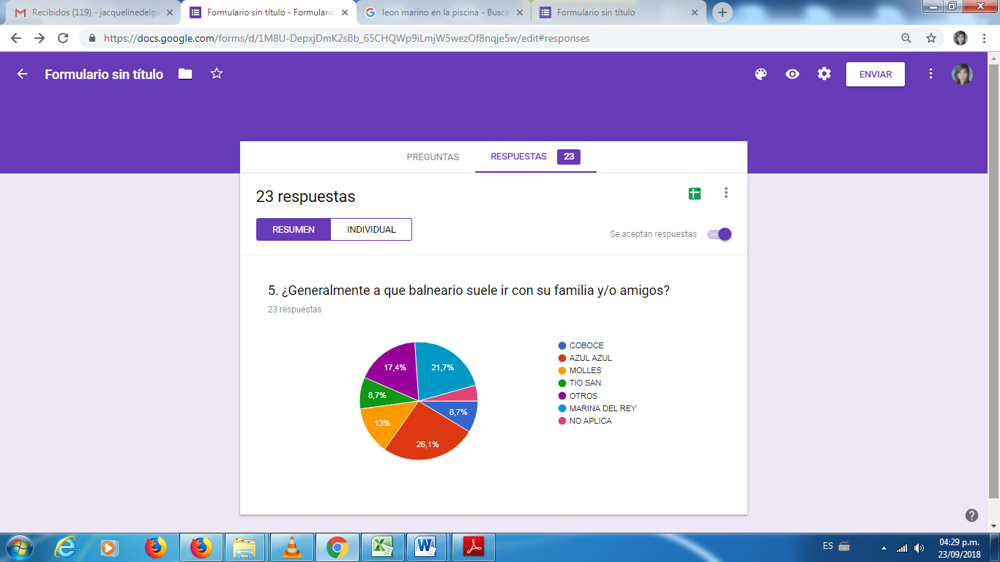 Recibidos (119) - jacquelinedelga
Formulario sin título - Formulario
leon marino en la piscina - Busca
Formulario sin título
https://docs.google.com/forms/d/1M8U-DepxjDmK2sBb_65CHQWp9iLmjW5wezOf8nqje5w/edit#responses
Formulario sin título
ENVIAR
PREGUNTAS
RESPUESTAS 23
23 respuestas
RESUMEN
INDIVIDUAL
Se aceptan respuestas
5. ¿Generalmente a que balneario suele ir con su familia y/o amigos?
23 respuestas
17,4%
21,7%
8,7%
8,7%
13%
26,1%
COBOCE
AZUL AZUL
MOLLES
TIO SAN
OTROS
MARINA DEL REY
NO APLICA
ES
04:29 p.m.
23/09/2018